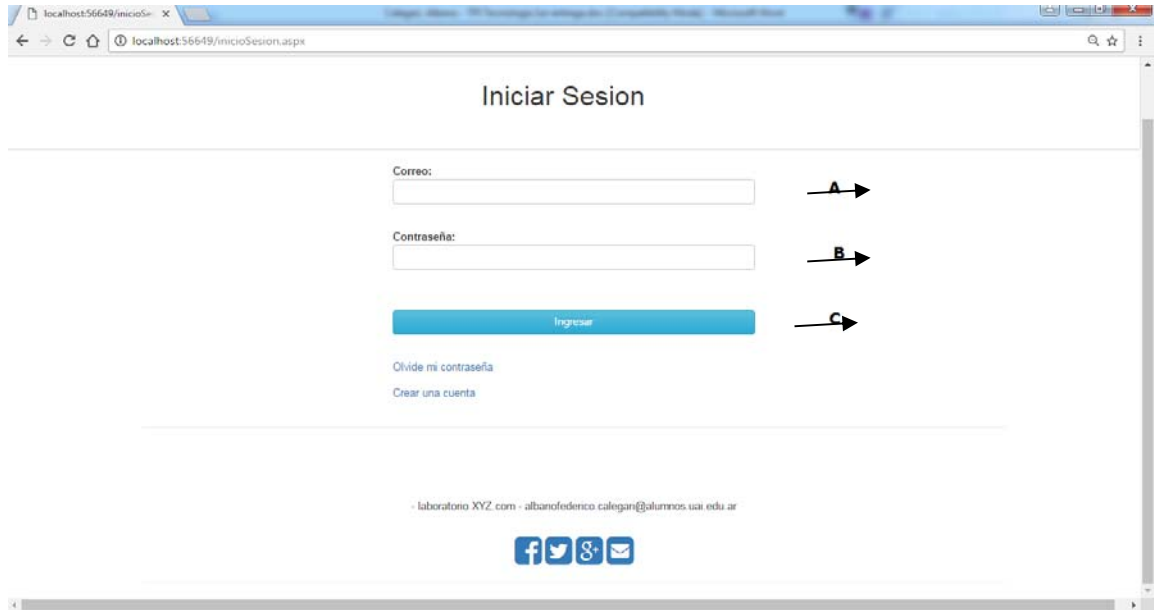 localhost:56649/inicioSe
localhost:56649/inicioSesion.aspx
Iniciar Sesion
Correo:
A
Contraseña:
B
Ingresar
C
Olvide mi contraseña
Crear una cuenta
- laboratorio XYZ.com - albanofederico.calegari@alumnos.uai.edu.ar